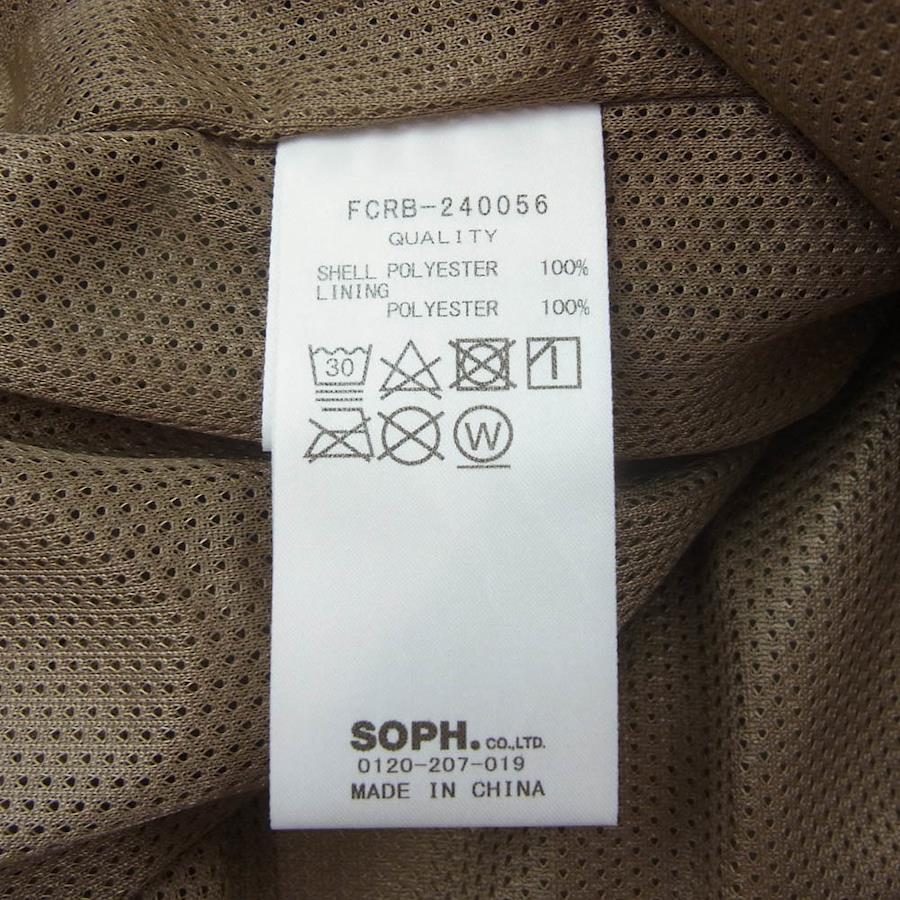 FCRB-240056
QUALITY
SHELL POLYESTER 100%
LINING
POLYESTER 100%
30
W
SOPH. CO.,LTD.
0120-207-019
MADE IN CHINA